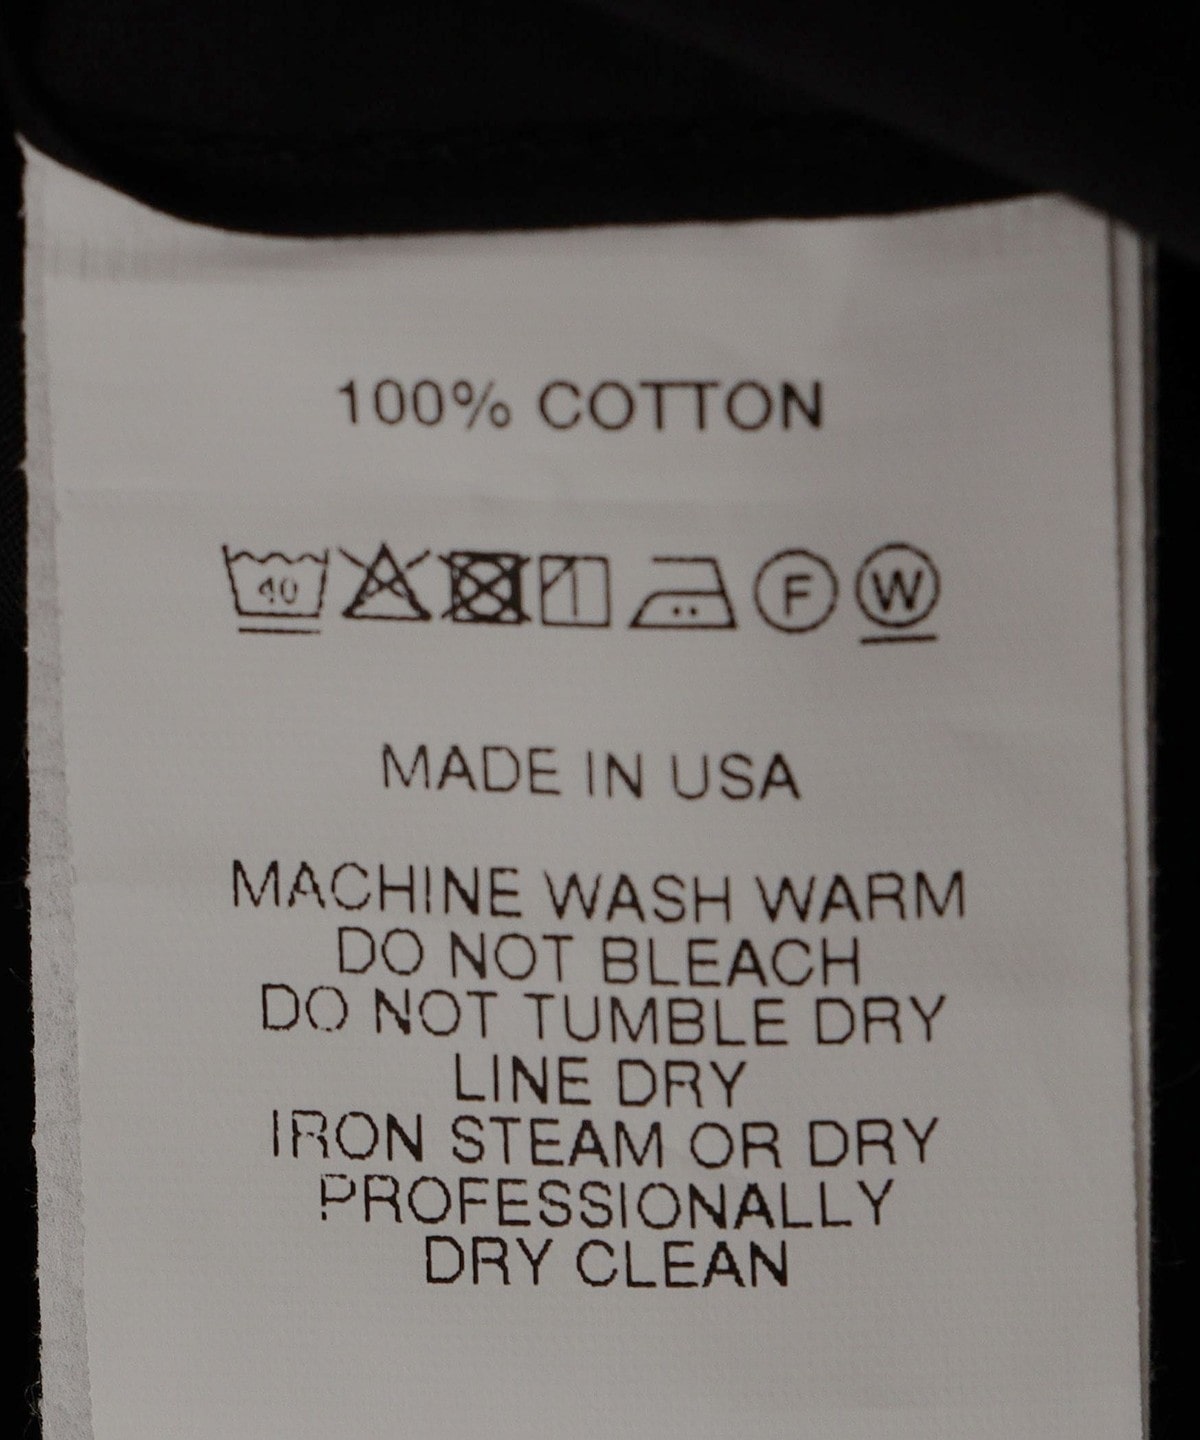 100% COTTON
40 F W
MADE IN USA
MACHINE WASH WARM
DO NOT BLEACH
DO NOT TUMBLE DRY
LINE DRY
IRON STEAM OR DRY
PROFESSIONALLY
DRY CLEAN